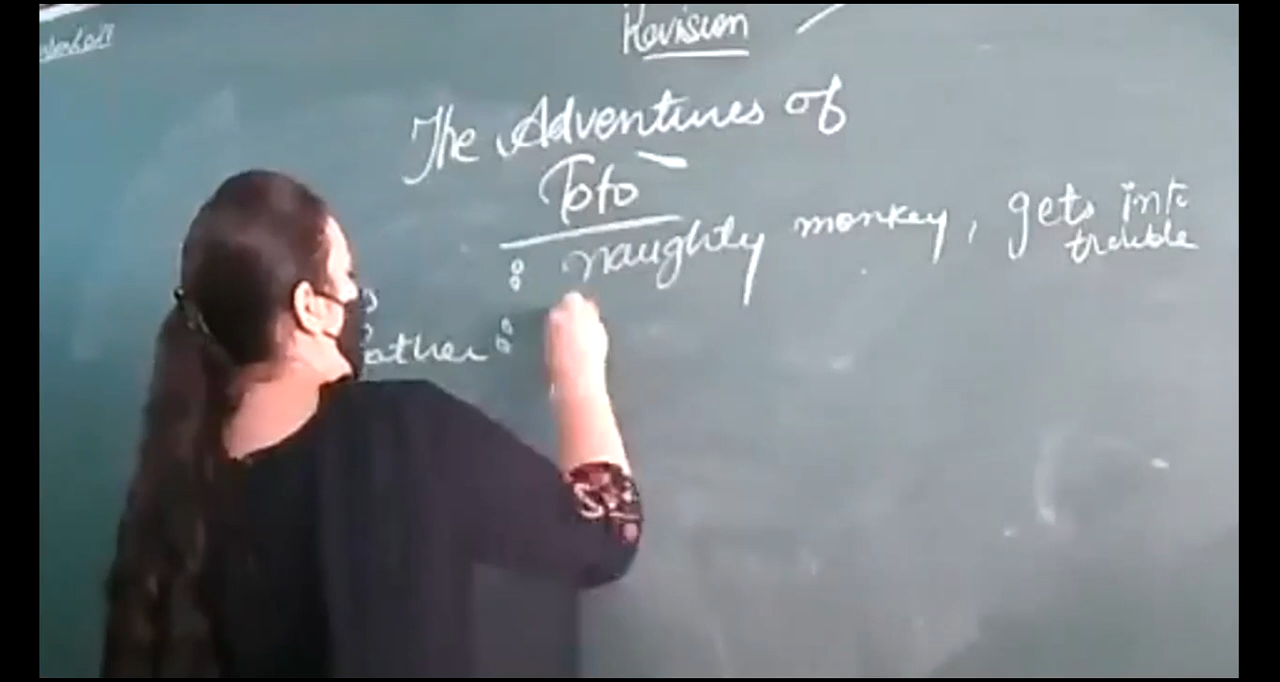 Revision
The Adventures of
Toto
: naughty monkey, gets into
trouble
ather :